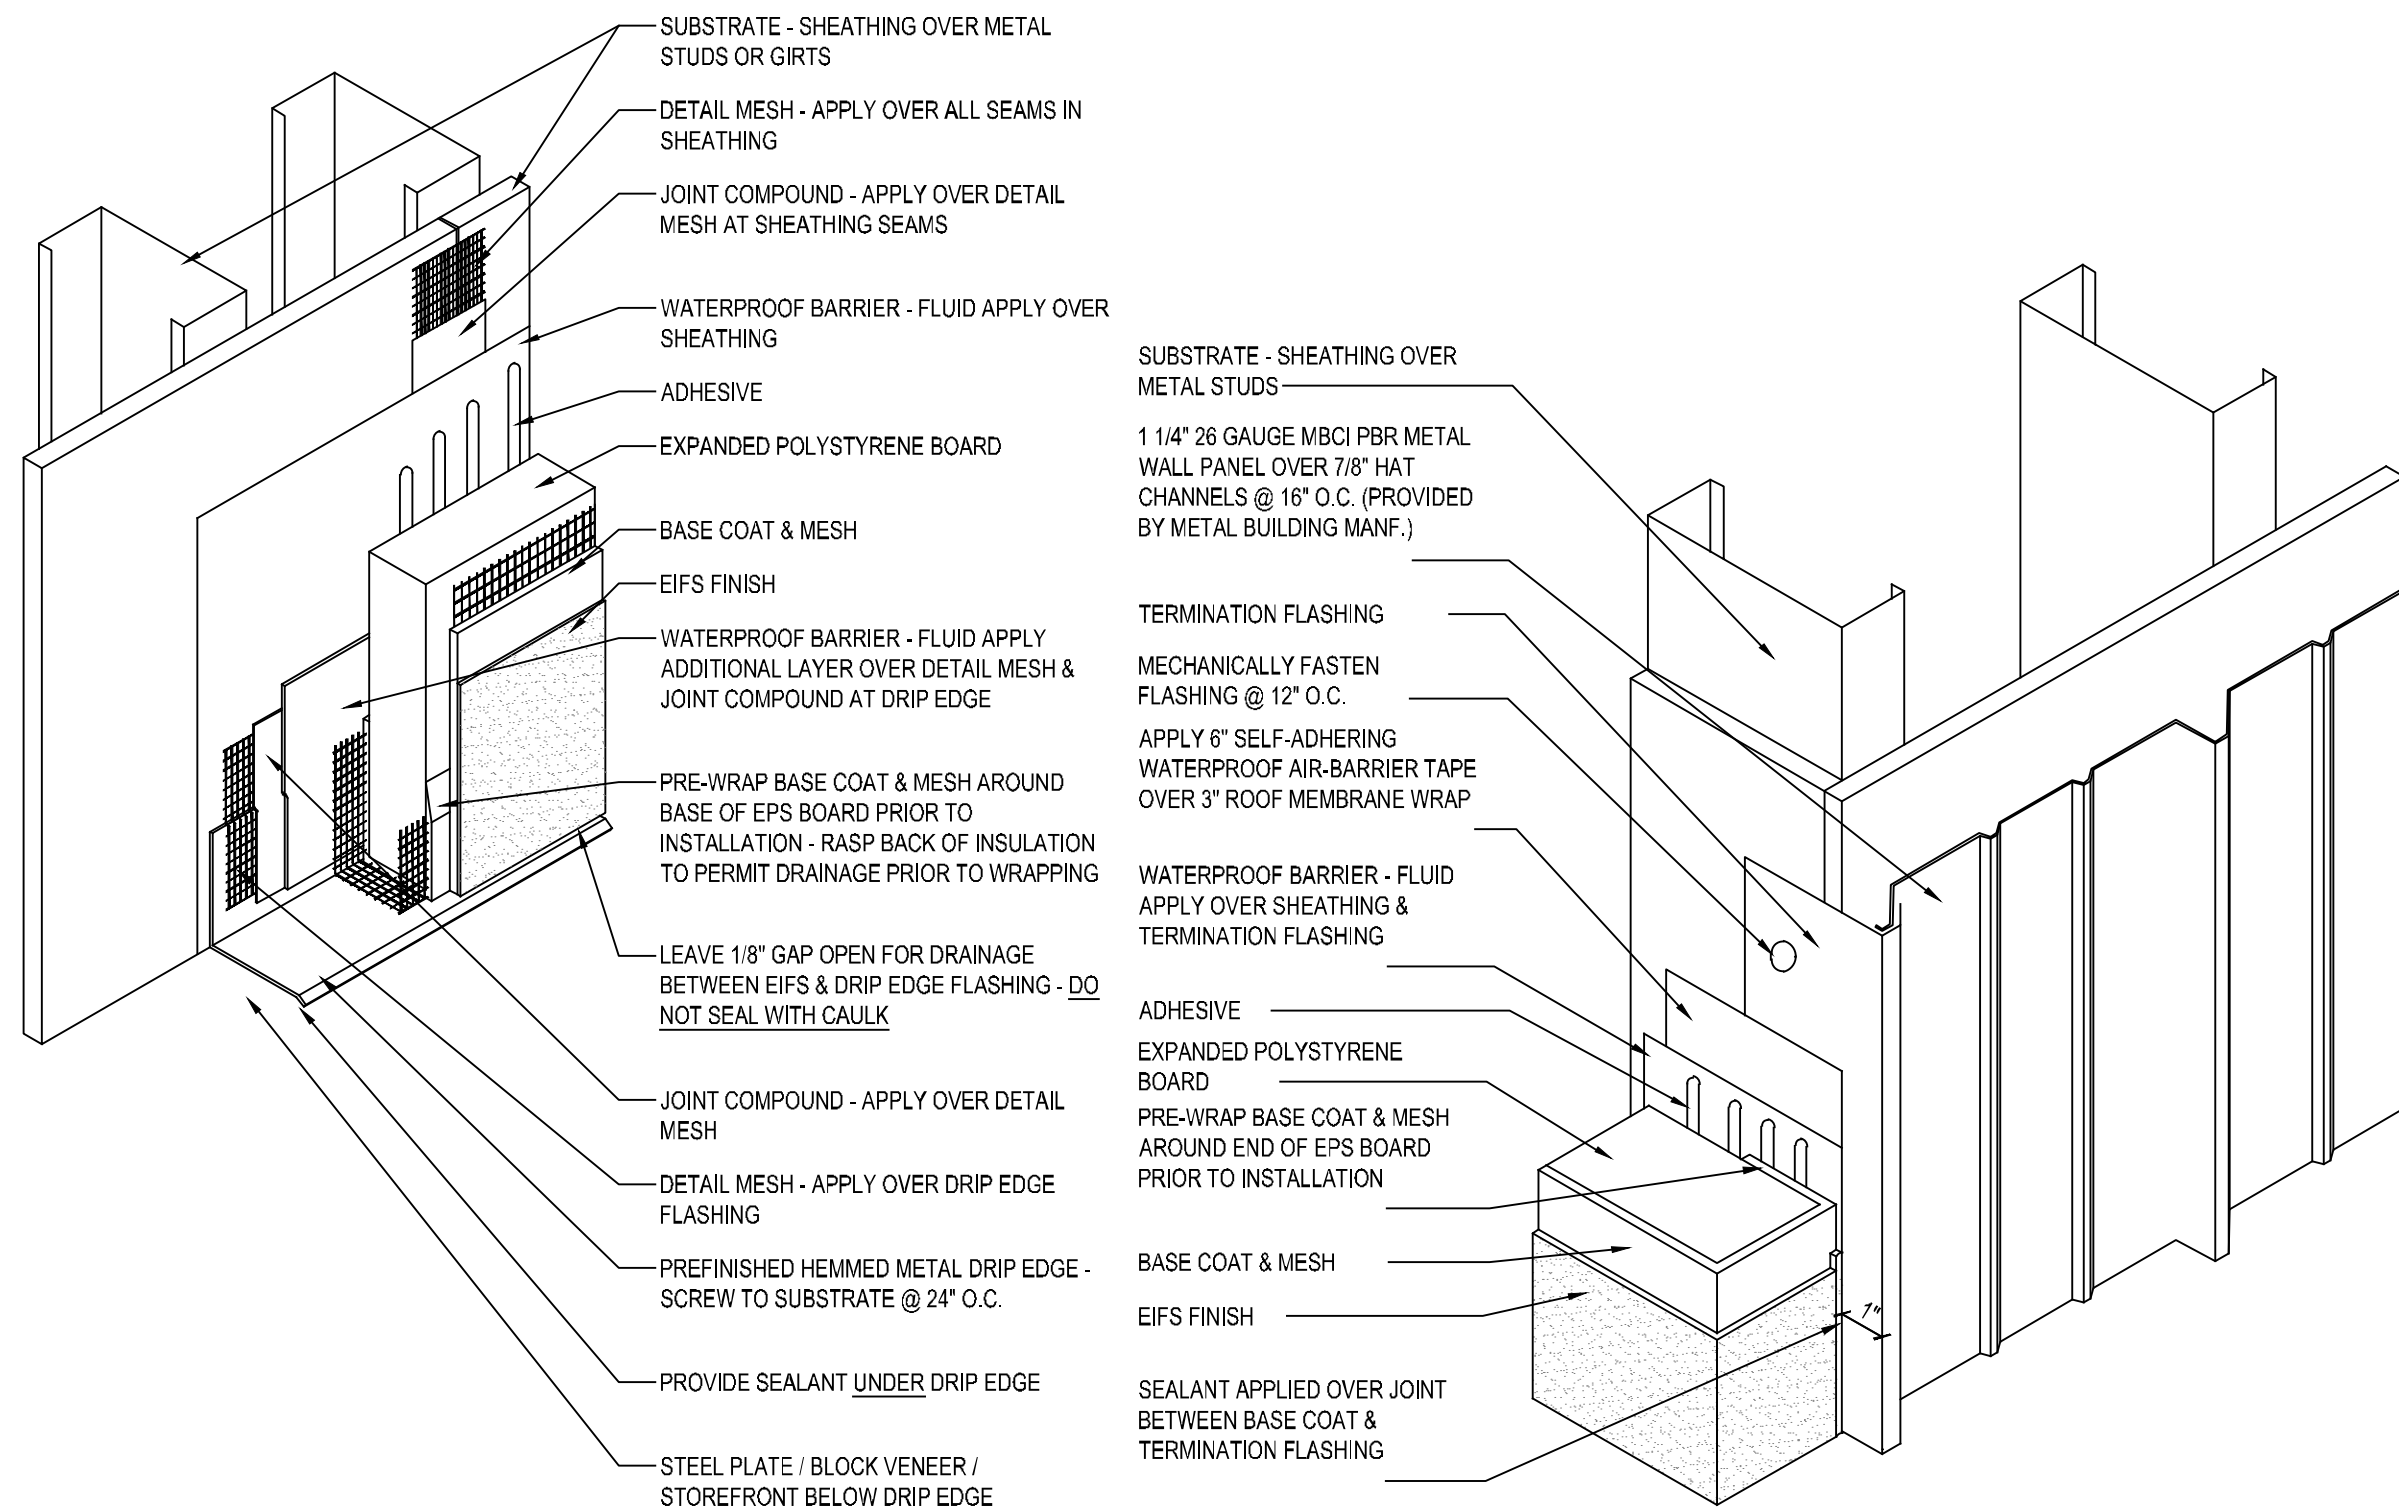 SUBSTRATE - SHEATHING OVER METAL
STUDS OR GIRTS
DETAIL MESH - APPLY OVER ALL SEAMS IN
SHEATHING
JOINT COMPOUND - APPLY OVER DETAIL
MESH AT SHEATHING SEAMS
WATERPROOF BARRIER - FLUID APPLY OVER
SHEATHING
ADHESIVE
EXPANDED POLYSTYRENE BOARD
BASE COAT & MESH
EIFS FINISH
WATERPROOF BARRIER - FLUID APPLY
ADDITIONAL LAYER OVER DETAIL MESH &
JOINT COMPOUND AT DRIP EDGE
PRE-WRAP BASE COAT & MESH AROUND
BASE OF EPS BOARD PRIOR TO
INSTALLATION - RASP BACK OF INSULATION
TO PERMIT DRAINAGE PRIOR TO WRAPPING
LEAVE 1/8" GAP OPEN FOR DRAINAGE
BETWEEN EIFS & DRIP EDGE FLASHING - DO
NOT SEAL WITH CAULK
JOINT COMPOUND - APPLY OVER DETAIL
MESH
DETAIL MESH - APPLY OVER DRIP EDGE
FLASHING
PREFINISHED HEMMED METAL DRIP EDGE -
SCREW TO SUBSTRATE @ 24" O.C.
PROVIDE SEALANT UNDER DRIP EDGE
STEEL PLATE / BLOCK VENEER /
STOREFRONT BELOW DRIP EDGE
SUBSTRATE - SHEATHING OVER
METAL STUDS
1 1/4" 26 GAUGE MBCI PBR METAL
WALL PANEL OVER 7/8" HAT
CHANNELS @ 16" O.C. (PROVIDED
BY METAL BUILDING MANF.)
TERMINATION FLASHING
MECHANICALLY FASTEN
FLASHING @ 12" O.C.
APPLY 6" SELF-ADHERING
WATERPROOF AIR-BARRIER TAPE
OVER 3" ROOF MEMBRANE WRAP
WATERPROOF BARRIER - FLUID
APPLY OVER SHEATHING &
TERMINATION FLASHING
ADHESIVE
EXPANDED POLYSTYRENE
BOARD
PRE-WRAP BASE COAT & MESH
AROUND END OF EPS BOARD
PRIOR TO INSTALLATION
BASE COAT & MESH
EIFS FINISH
1"
SEALANT APPLIED OVER JOINT
BETWEEN BASE COAT &
TERMINATION FLASHING